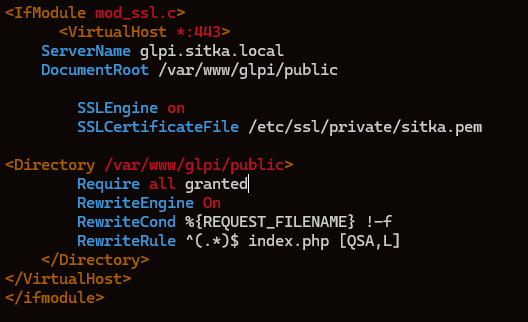 <IfModule mod_ssl.c>
<VirtualHost *:443>
ServerName glpi.sitka.local
DocumentRoot /var/www/glpi/public
SSLEngine on
SSLCertificateFile /etc/ssl/private/sitka.pem
<Directory /var/www/glpi/public>
Require all granted
RewriteEngine On
RewriteCond %{REQUEST_FILENAME} !-f
RewriteRule ^(.*)$ index.php [QSA,L]
</Directory>
</VirtualHost>
</ifmodule>